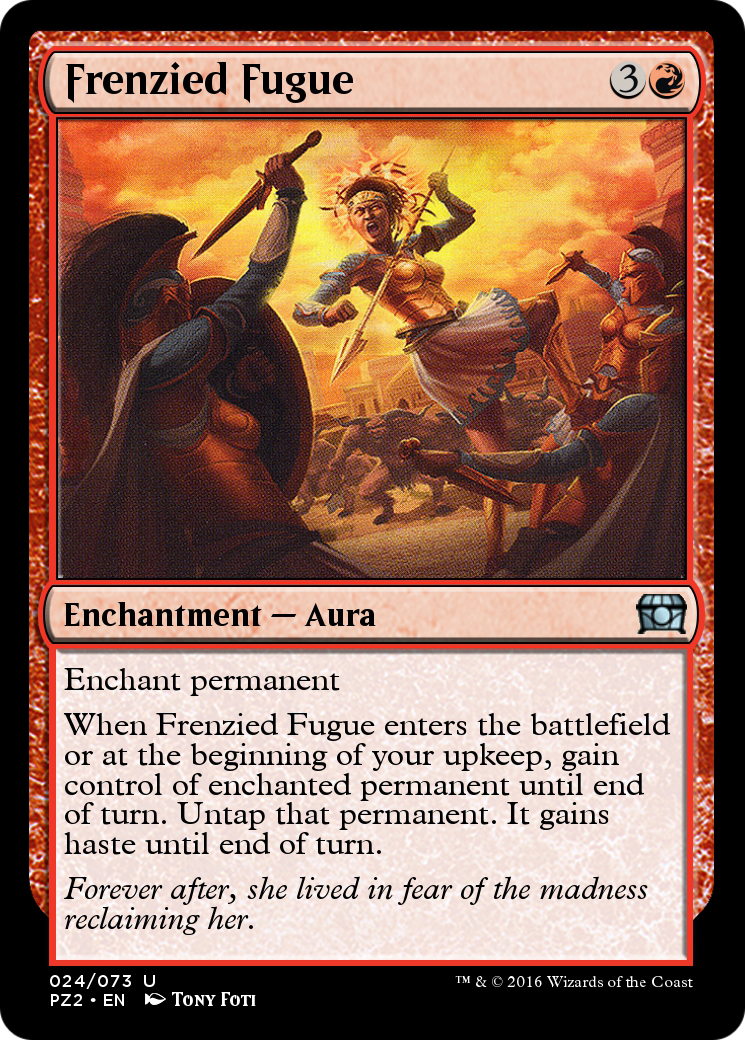 Frenzied Fugue 3
Enchantment — Aura
Enchant permanent
When Frenzied Fugue enters the battlefield
or at the beginning of your upkeep, gain
control of enchanted permanent until end
of turn. Untap that permanent. It gains
haste until end of turn.
Forever after, she lived in fear of the madness
reclaiming her.
024/073 U
PZ2 • EN Tony Foti
™ & © 2016 Wizards of the Coast